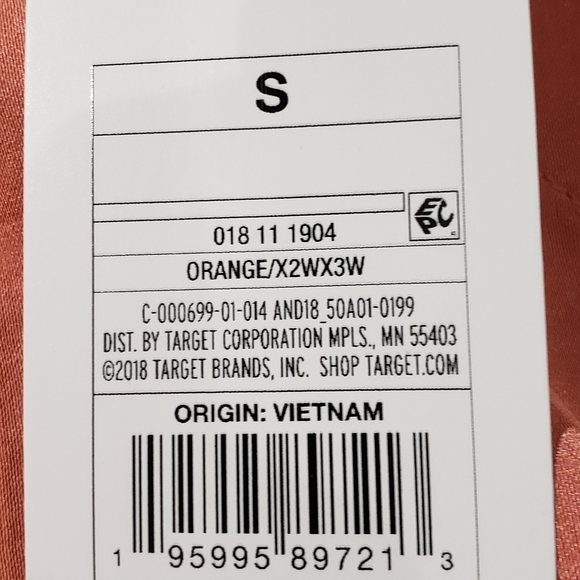 S
EPC
018 11 1904
ORANGE/X2WX3W
C-000699-01-014 AND18_50A01-0199
DIST. BY TARGET CORPORATION MPLS., MN 55403
©2018 TARGET BRANDS, INC. SHOP TARGET.COM
ORIGIN: VIETNAM
1 95995 89721 3